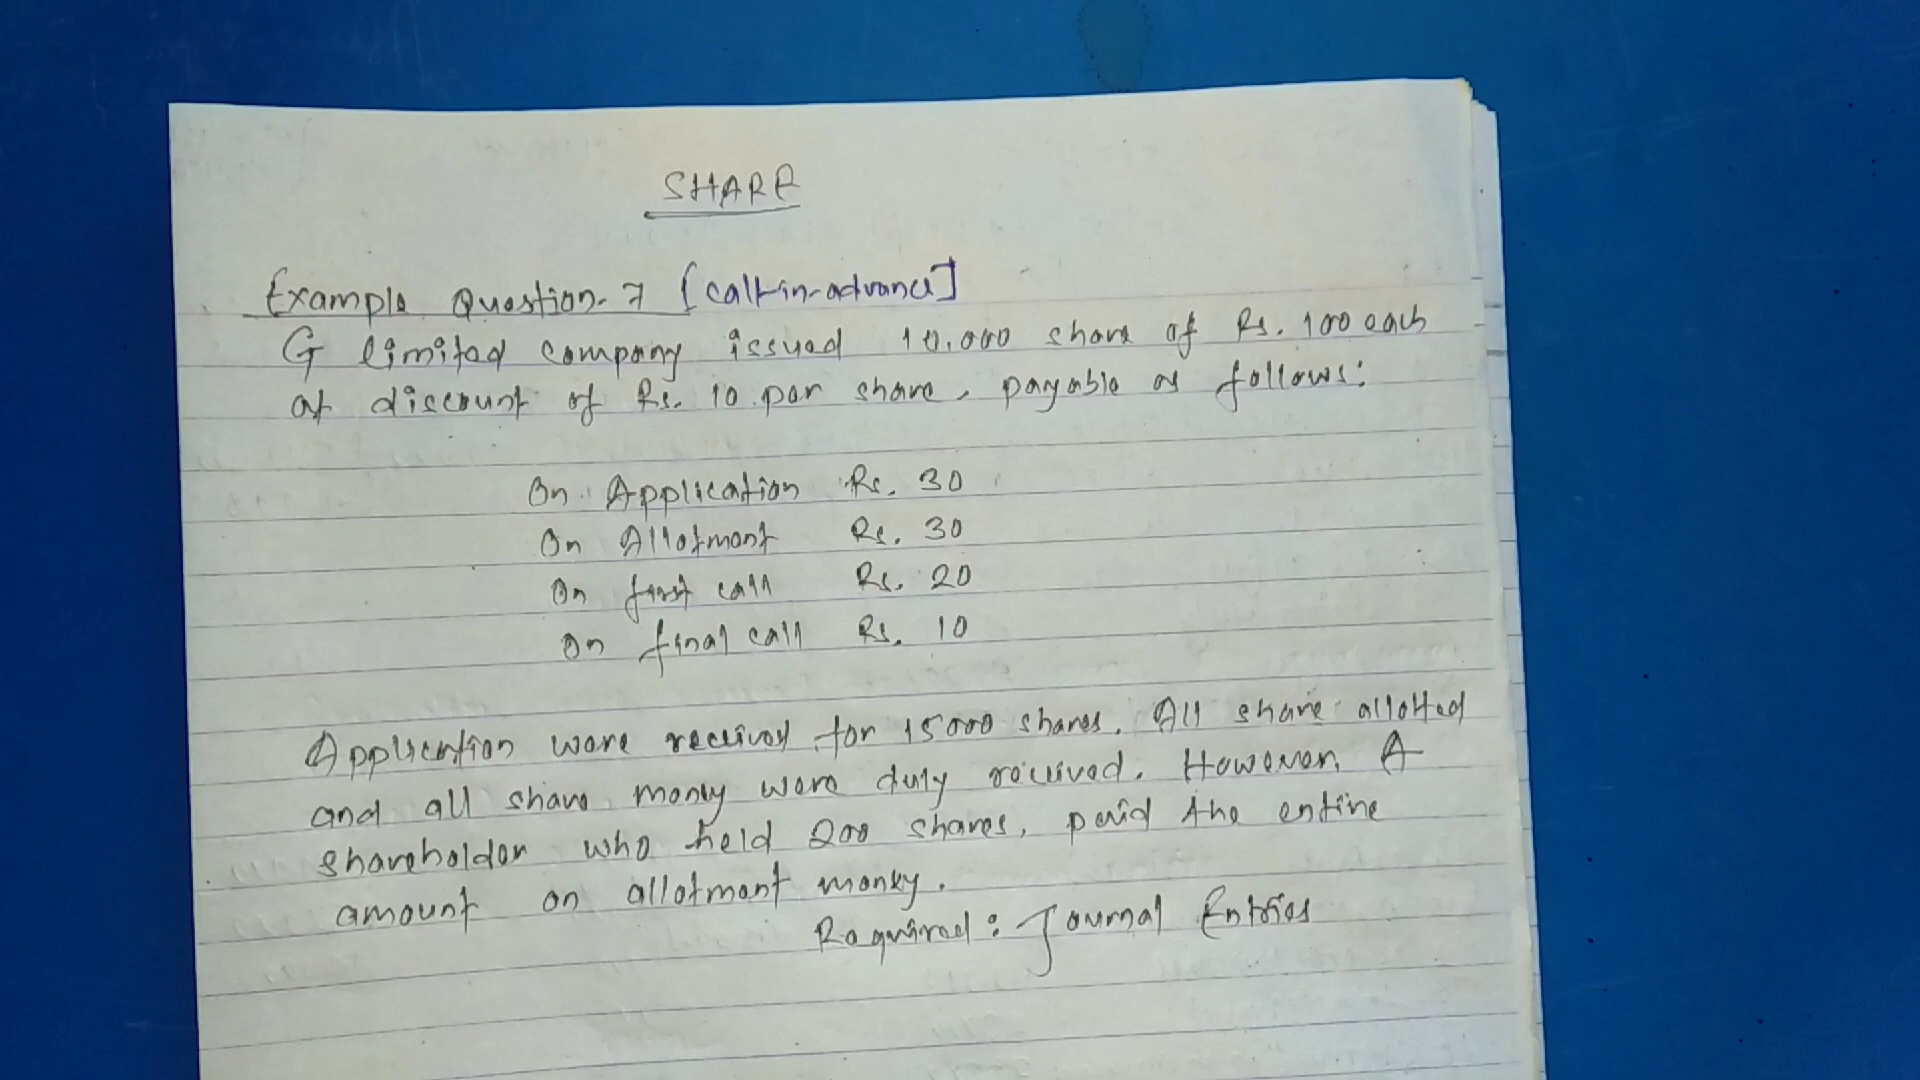 SHARE
Example Question-7 [call-in-advance]
G limited company issued 10,000 share of Rs. 100 each
at discount of Rs. 10 per share, payable as follows:
On Application Rs. 30
On Allotment Rs. 30
On first call Rs. 20
On final call Rs. 10
Application were received for 15000 shares. All share allotted
and all share money were duly received. However, A
shareholder who held 200 shares, paid the entire
amount on allotment money.
Required: Journal Entries